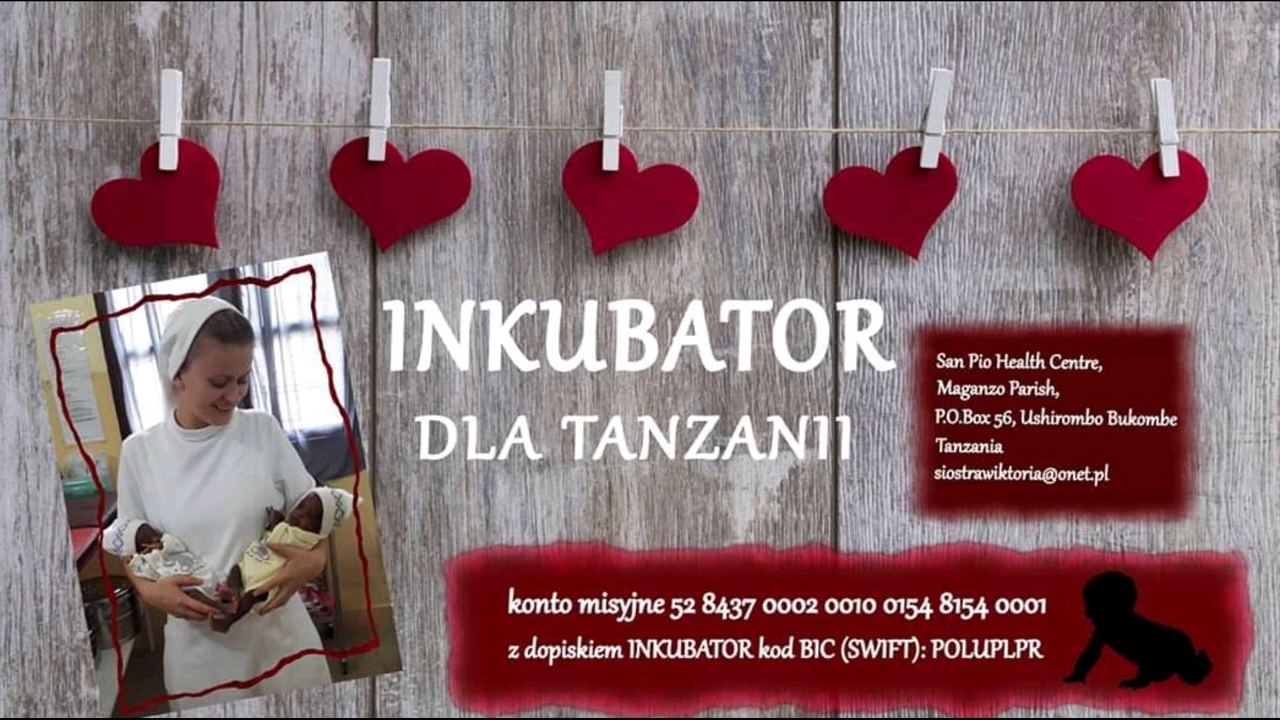 INKUBATOR
DLA TANZANII
San Pio Health Centre,
Maganzo Parish,
P.O.Box 56, Ushirombo Bukombe
Tanzania
siostrawiktoria@onet.pl
konto misyjne 52 8437 0002 0010 0154 8154 0001
z dopiskiem INKUBATOR kod BIC (SWIFT): POLUPLPR